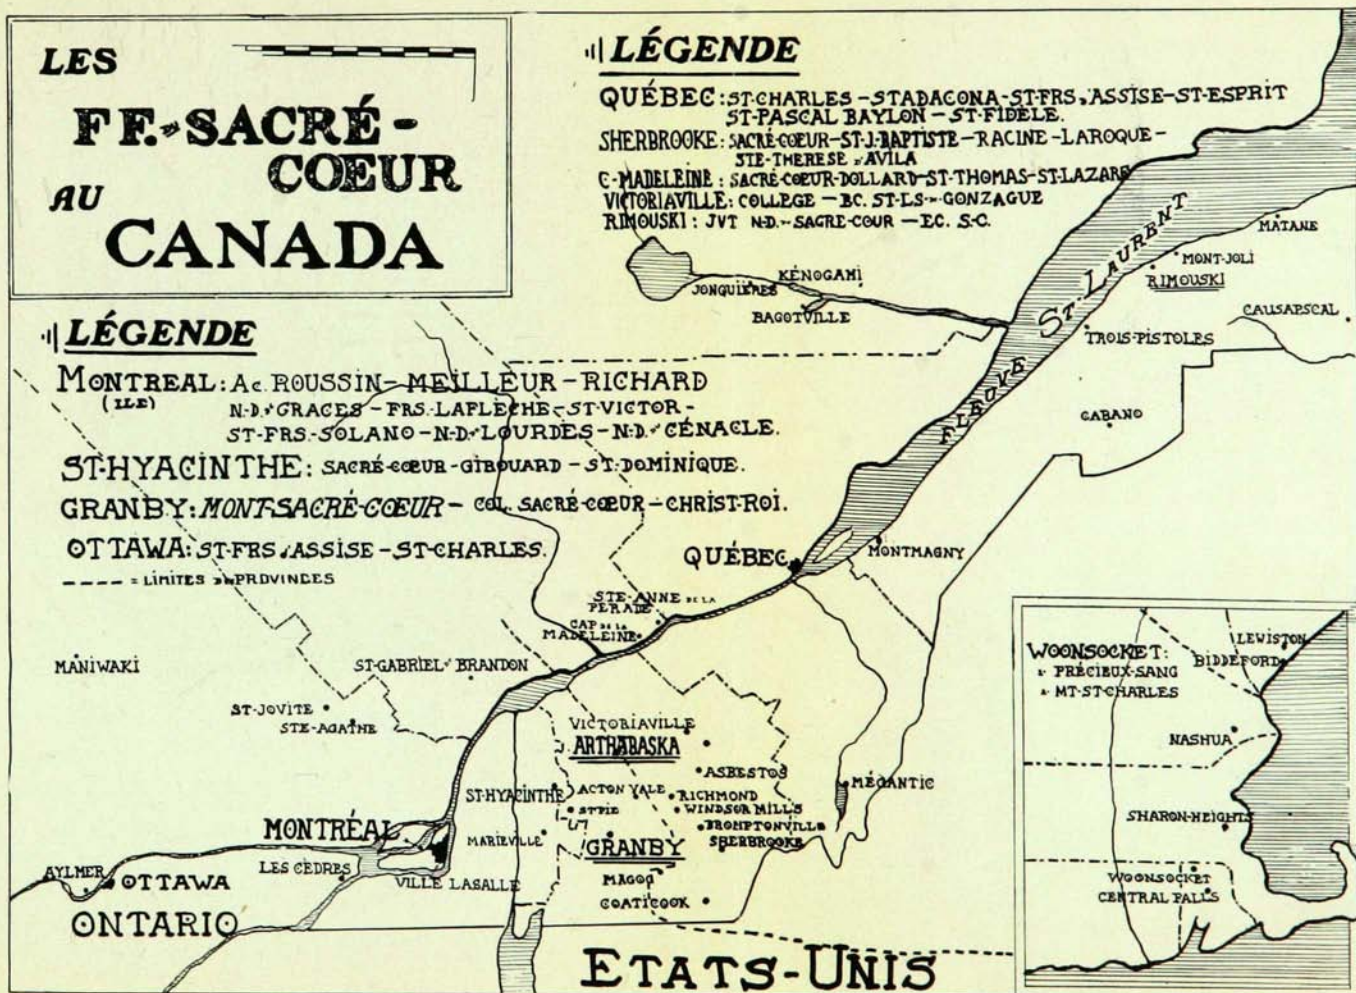 LES
FF.-SACRÉ-
COEUR
AU
CANADA
LÉGENDE
QUÉBEC: ST-CHARLES-STADACONA-ST-FRS. D'ASSISE-ST-ESPRIT
ST-PASCAL BAYLON-ST-FIDÈLE.
SHERBROOKE: SACRÉ-COEUR-ST-J.-BAPTISTE-RACINE-LAROQUE-
STE-THERESE D'AVILA
C-MADELEINE: SACRÉ-COEUR-DOLLARD-ST-THOMAS-ST-LAZARE
VICTORIAVILLE: COLLEGE-EC. ST-LS-DE GONZAGUE
RIMOUSKI: JVT N-D.-SACRE-COUR-EC. S-C.
LÉGENDE
MONTREAL: AC. ROUSSIN-MEILLEUR-RICHARD
(ILE)
N-D. GRACES-FRS.-LAFLECHE-ST-VICTOR-
ST-FRS.-SOLANO-N-D. LOURDES-N-D. CÉNACLE.
ST-HYACINTHE: SACRÉ-COEUR-GIROUARD-ST-DOMINIQUE.
GRANBY: MONT-SACRÉ-COEUR-COL. SACRÉ-COEUR-CHRIST-ROI.
OTTAWA: ST-FRS. D'ASSISE-ST-CHARLES.
---- = LIMITES DE PROVINCES
FLEUVE ST-LAURENT
MATANE
MONT-JOLI
RIMOUSKI
CAUSAPSCAL
TROIS-PISTOLES
CABANO
KÉNOGAMI
JONQUIÈRES
BAGOTVILLE
QUÉBEC
MONTMAGNY
STE-ANNE DE LA
PERADE
CAP DE LA
MADELEINE
MANIWAKI
ST-GABRIEL DE BRANDON
ST-JOVITE
STE-AGATHE
VICTORIAVILLE
ARTHABASKA
ASBESTOS
ST-HYACINTHE
ACTON VALE
RICHMOND
MÉGANTIC
ST-PIE
WINDSOR MILLS
MONTRÉAL
MARIEVILLE
BROMPTONVILLE
GRANBY
SHERBROOKE
AYLMER
OTTAWA
LES CÈDRES
VILLE LASALLE
MAGOG
COATICOOK
ONTARIO
ETATS-UNIS
WOONSOCKET:
PRÉCIEUX-SANG
MT-ST-CHARLES
LEWISTON
BIDDEFORD
NASHUA
SHARON-HEIGHTS
WOONSOCKET
CENTRAL FALLS